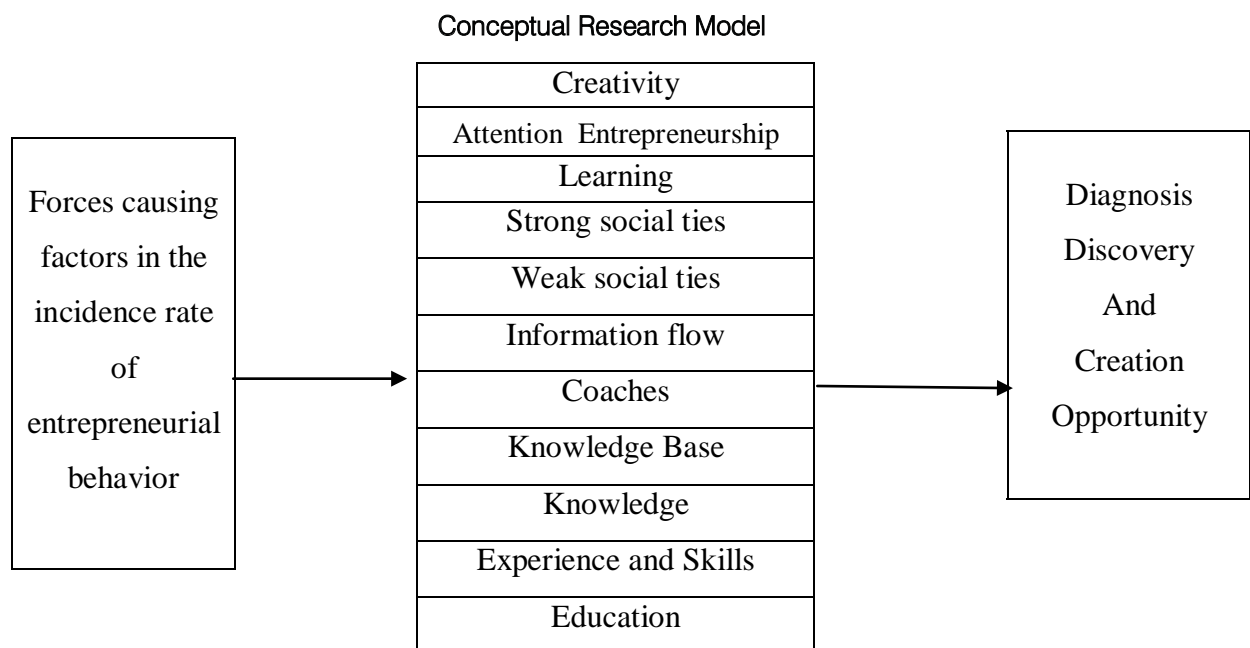 Conceptual Research Model
Forces causing
factors in the
incidence rate
of
entrepreneurial
behavior
Creativity
Attention Entrepreneurship
Learning
Strong social ties
Weak social ties
Information flow
Coaches
Knowledge Base
Knowledge
Experience and Skills
Education
Diagnosis
Discovery
And
Creation
Opportunity